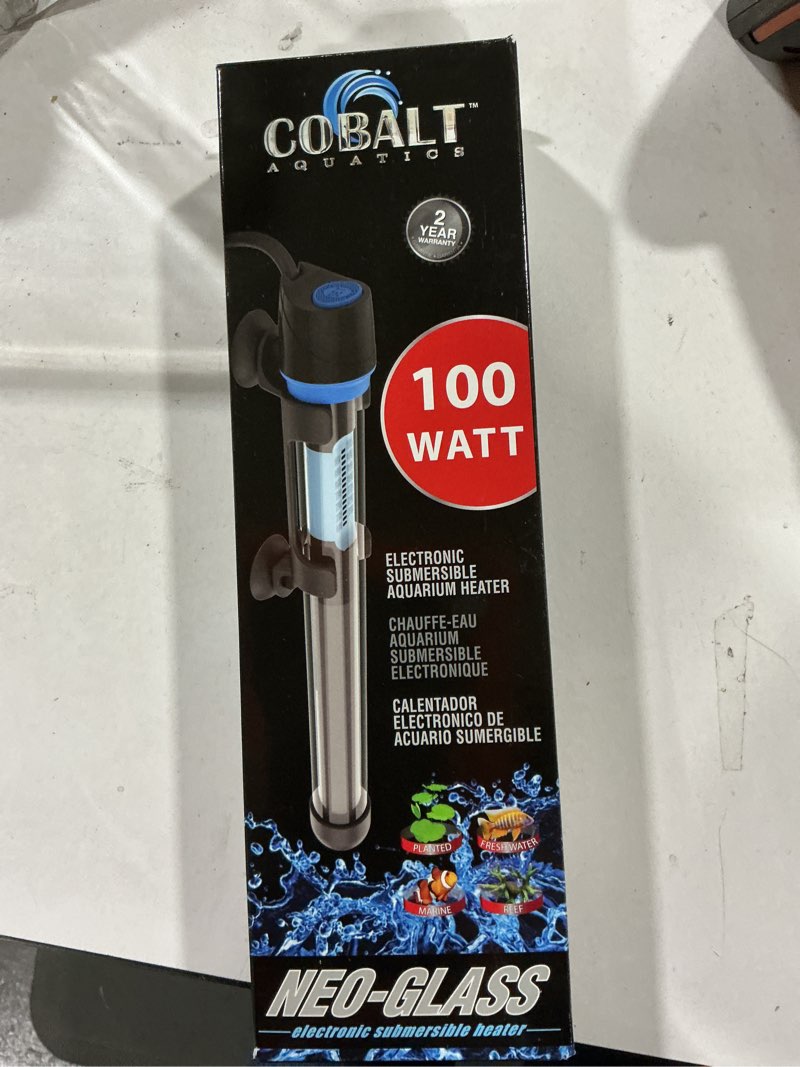 COBALT™
AQUATICS
2
YEAR
WARRANTY
100
WATT
ELECTRONIC
SUBMERSIBLE
AQUARIUM HEATER
CHAUFFE-EAU
AQUARIUM
SUBMERSIBLE
ELECTRONIQUE
CALENTADOR
ELECTRONICO DE
ACUARIO SUMERGIBLE
PLANTED
FRESHWATER
MARINE
REEF
NEO-GLASS
electronic submersible heater